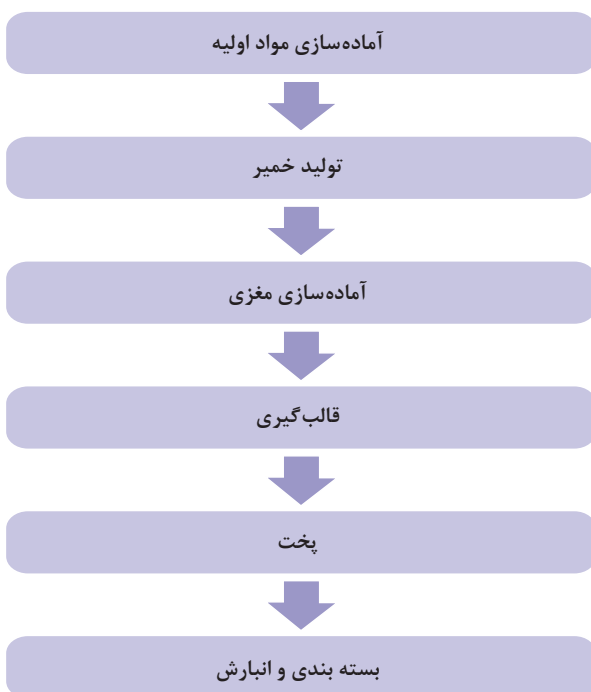 آماده‌سازی مواد اولیه
تولید خمیر
آماده‌سازی مغزی
قالب‌گیری
پخت
بسته بندی و انبارش